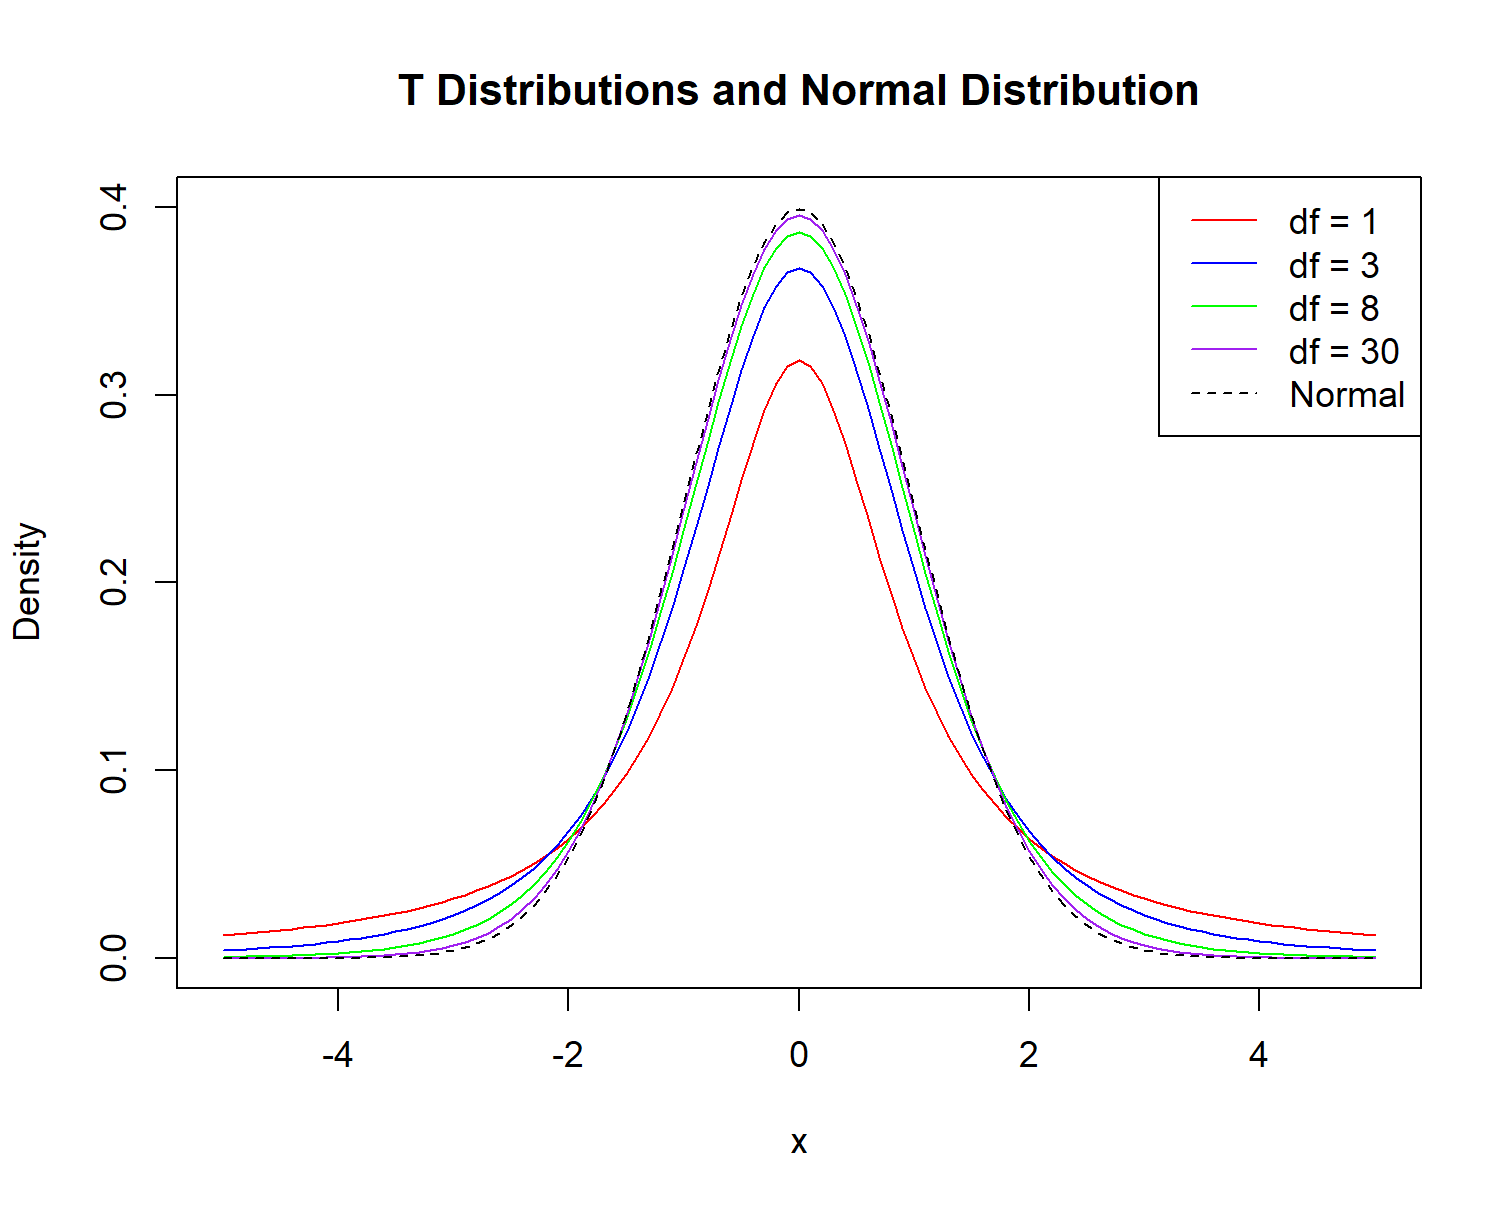 T Distributions and Normal Distribution
df = 1
df = 3
df = 8
df = 30
Normal
Density
0.4
0.3
0.2
0.1
0.0
-4 -2 0 2 4
x